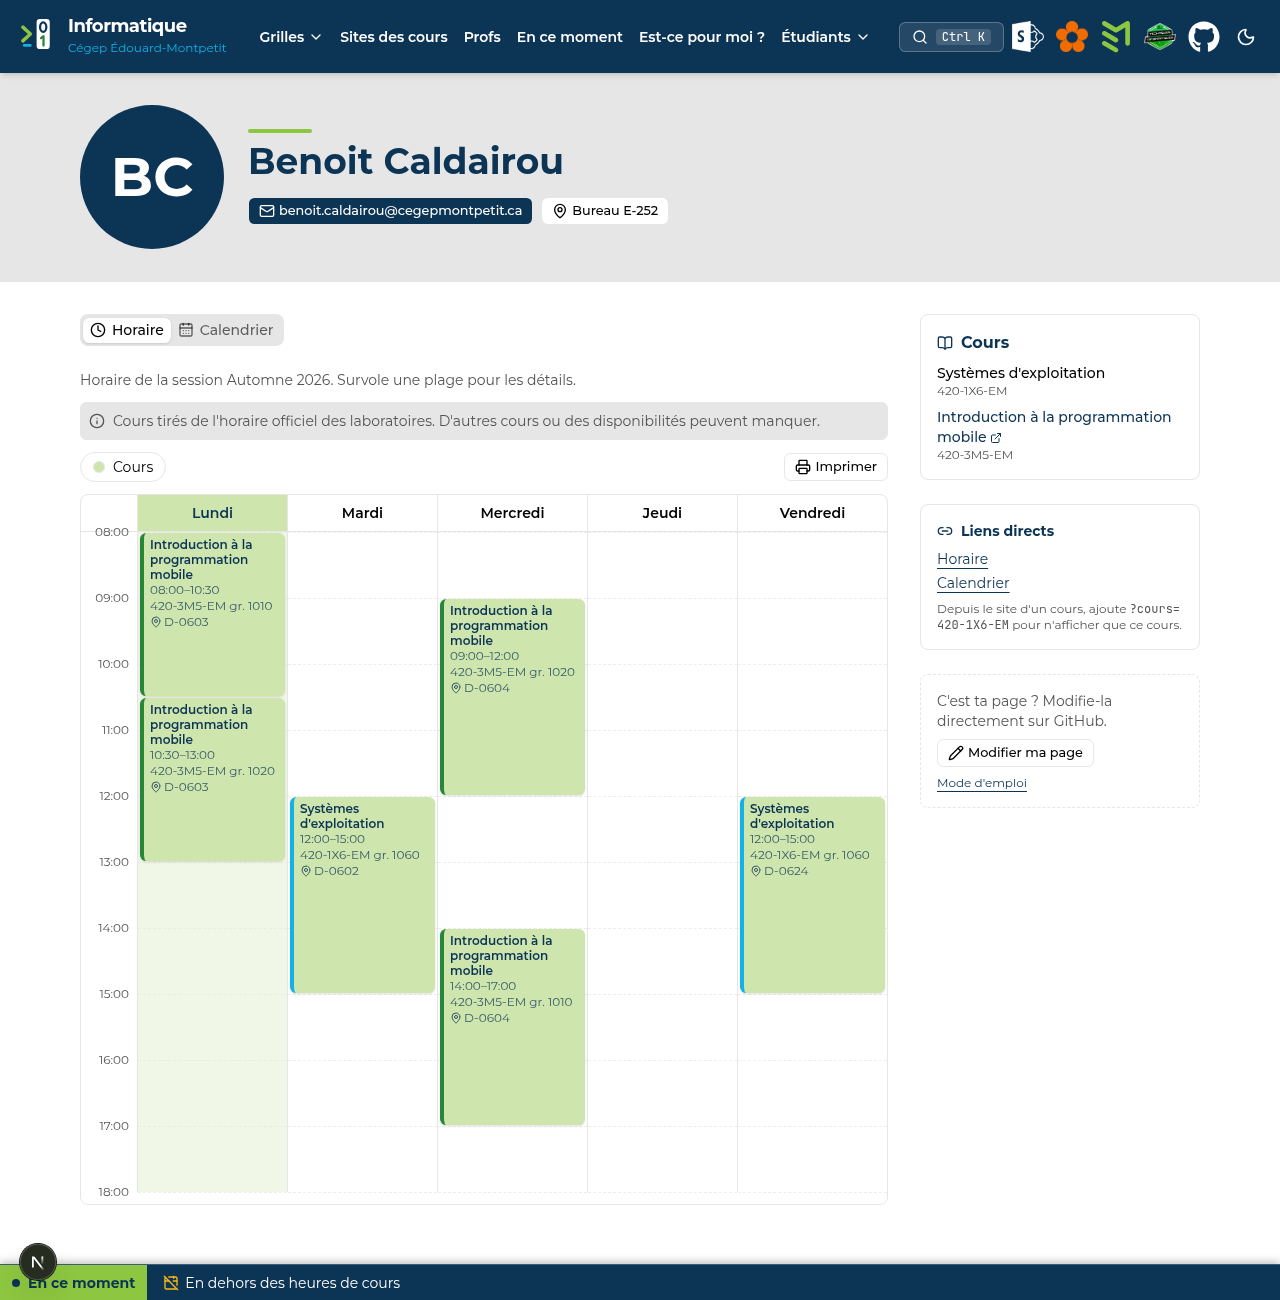 Informatique
Cégep Édouard-Montpetit
Grilles
Sites des cours
Profs
En ce moment
Est-ce pour moi ?
Étudiants
Ctrl K
BC
Benoit Caldairou
benoit.caldairou@cegepmontpetit.ca
Bureau E-252
Horaire
Calendrier
Horaire de la session Automne 2026. Survole une plage pour les détails.
Cours tirés de l'horaire officiel des laboratoires. D'autres cours ou des disponibilités peuvent manquer.
Cours
Imprimer
Lundi
Mardi
Mercredi
Jeudi
Vendredi
08:00
09:00
10:00
11:00
12:00
13:00
14:00
15:00
16:00
17:00
18:00
Introduction à la
programmation
mobile
08:00–10:30
420-3M5-EM gr. 1010
D-0603
Introduction à la
programmation
mobile
10:30–13:00
420-3M5-EM gr. 1020
D-0603
Systèmes
d'exploitation
12:00–15:00
420-1X6-EM gr. 1060
D-0602
Introduction à la
programmation
mobile
09:00–12:00
420-3M5-EM gr. 1020
D-0604
Introduction à la
programmation
mobile
14:00–17:00
420-3M5-EM gr. 1010
D-0604
Systèmes
d'exploitation
12:00–15:00
420-1X6-EM gr. 1060
D-0624
Cours
Systèmes d'exploitation
420-1X6-EM
Introduction à la programmation
mobile
420-3M5-EM
Liens directs
Horaire
Calendrier
Depuis le site d'un cours, ajoute ?cours=
420-1X6-EM pour n'afficher que ce cours.
C'est ta page ? Modifie-la
directement sur GitHub.
Modifier ma page
Mode d'emploi
En ce moment
En dehors des heures de cours